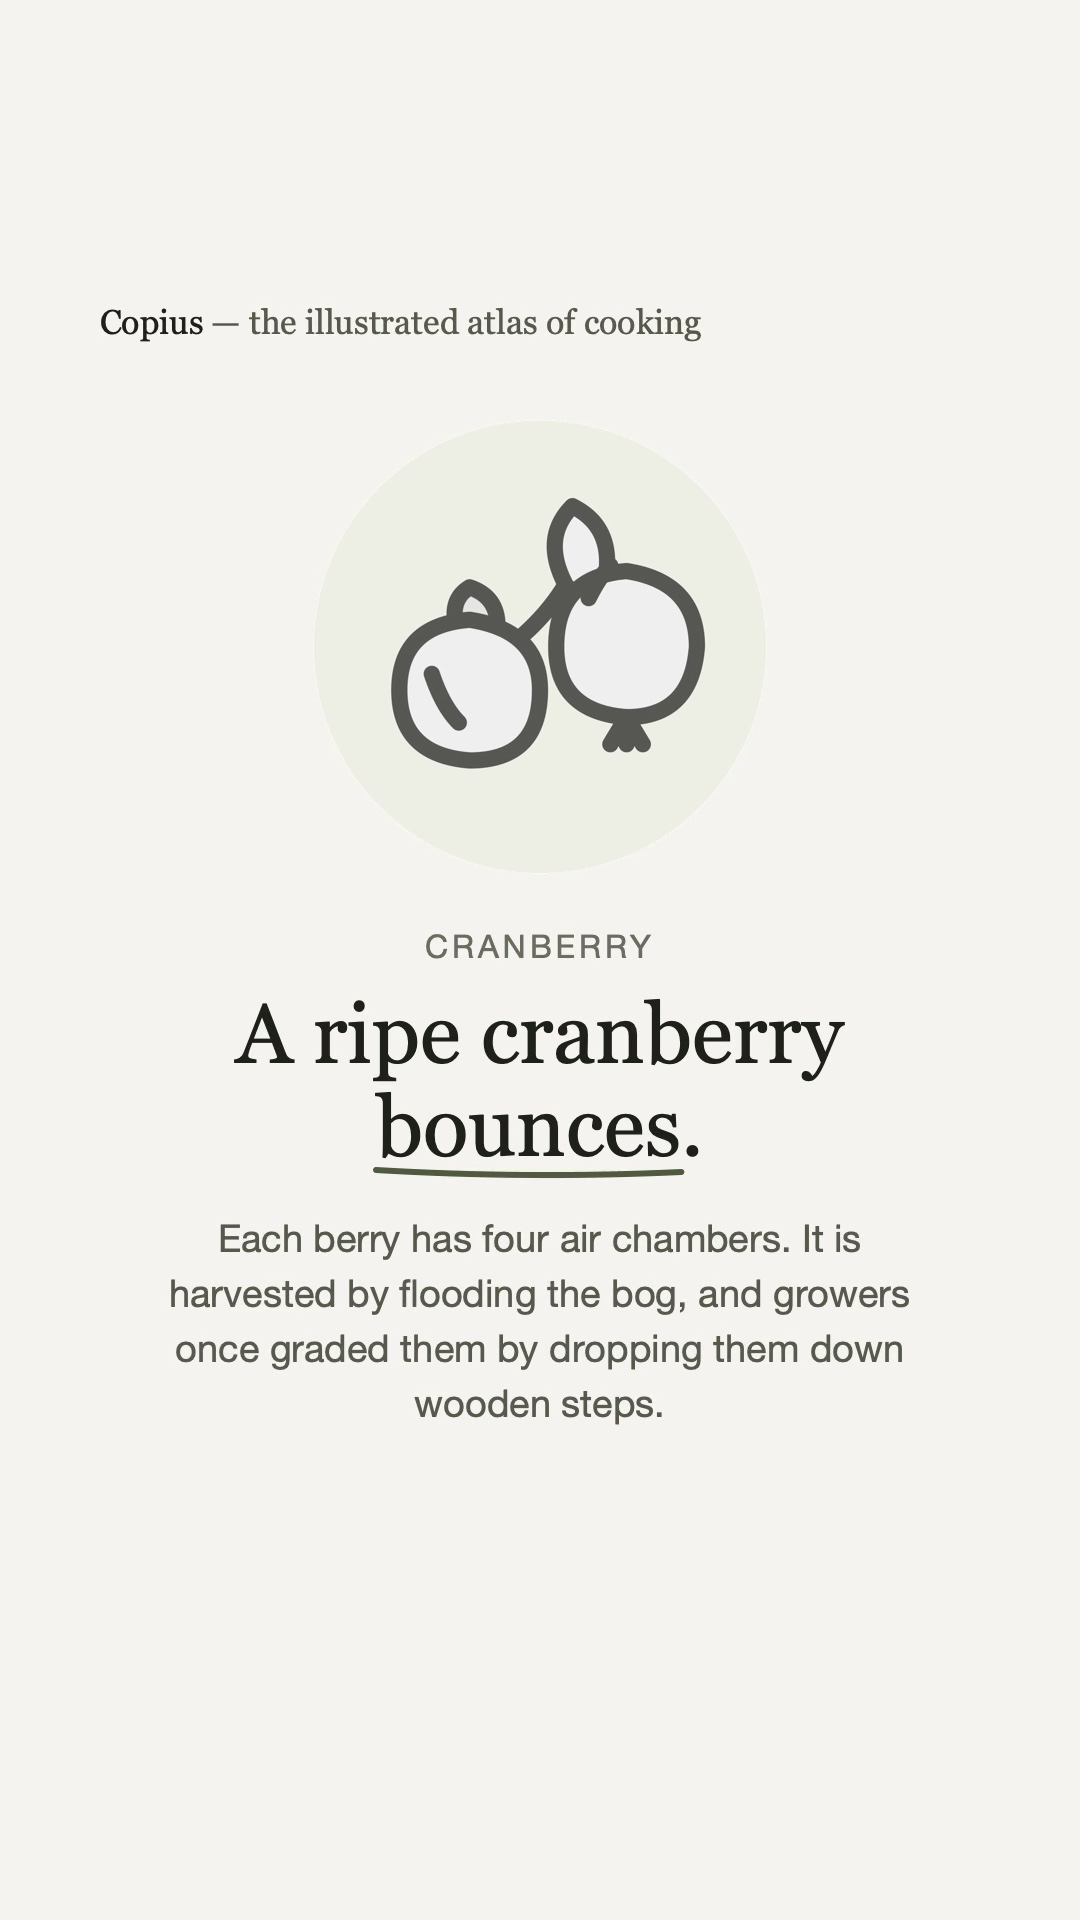 Copius — the illustrated atlas of cooking
CRANBERRY
A ripe cranberry
bounces.
Each berry has four air chambers. It is
harvested by flooding the bog, and growers
once graded them by dropping them down
wooden steps.